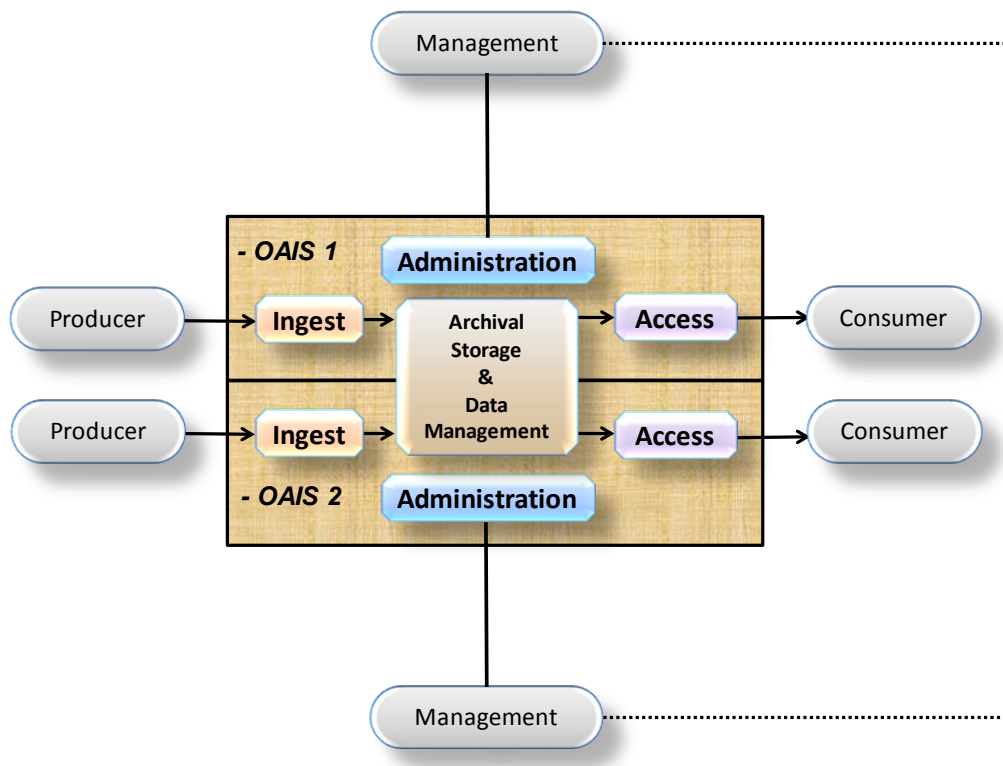 Management
- OAIS 1
Administration
Producer
Ingest
Archival
Storage
&
Data
Management
Access
Consumer
Producer
Ingest
Access
Consumer
- OAIS 2
Administration
Management